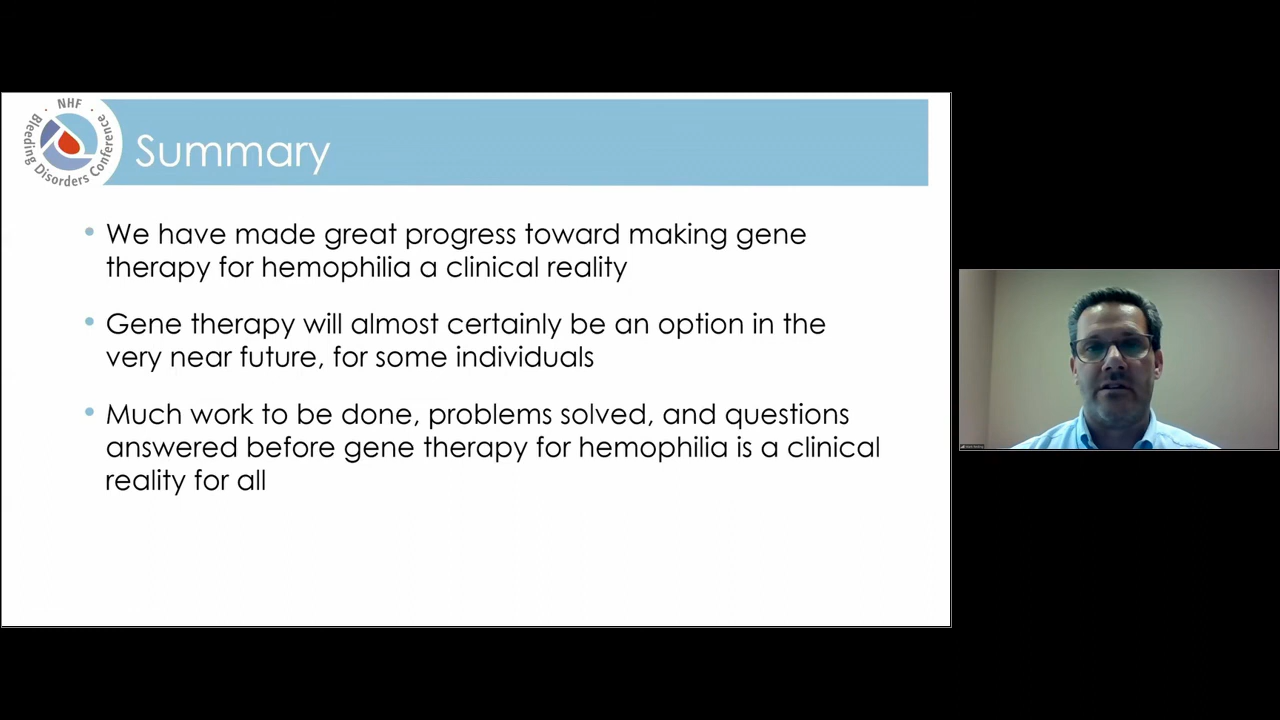 · NHF ·
Bleeding Disorders Conference
Summary
• We have made great progress toward making gene
therapy for hemophilia a clinical reality
• Gene therapy will almost certainly be an option in the
very near future, for some individuals
• Much work to be done, problems solved, and questions
answered before gene therapy for hemophilia is a clinical
reality for all